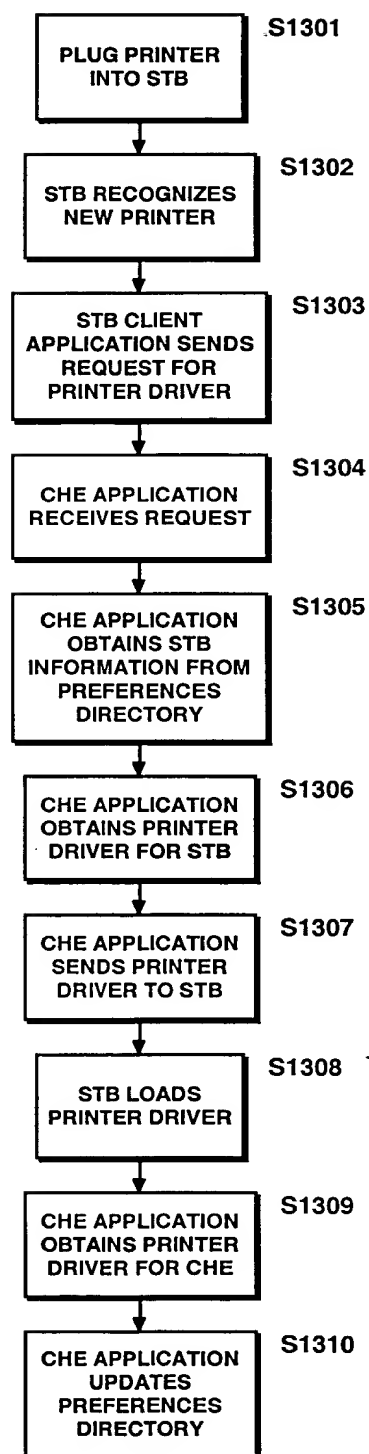 S1301
PLUG PRINTER
INTO STB
S1302
STB RECOGNIZES
NEW PRINTER
S1303
STB CLIENT
APPLICATION SENDS
REQUEST FOR
PRINTER DRIVER
S1304
CHE APPLICATION
RECEIVES REQUEST
S1305
CHE APPLICATION
OBTAINS STB
INFORMATION FROM
PREFERENCES
DIRECTORY
S1306
CHE APPLICATION
OBTAINS PRINTER
DRIVER FOR STB
S1307
CHE APPLICATION
SENDS PRINTER
DRIVER TO STB
S1308
STB LOADS
PRINTER DRIVER
S1309
CHE APPLICATION
OBTAINS PRINTER
DRIVER FOR CHE
S1310
CHE APPLICATION
UPDATES
PREFERENCES
DIRECTORY